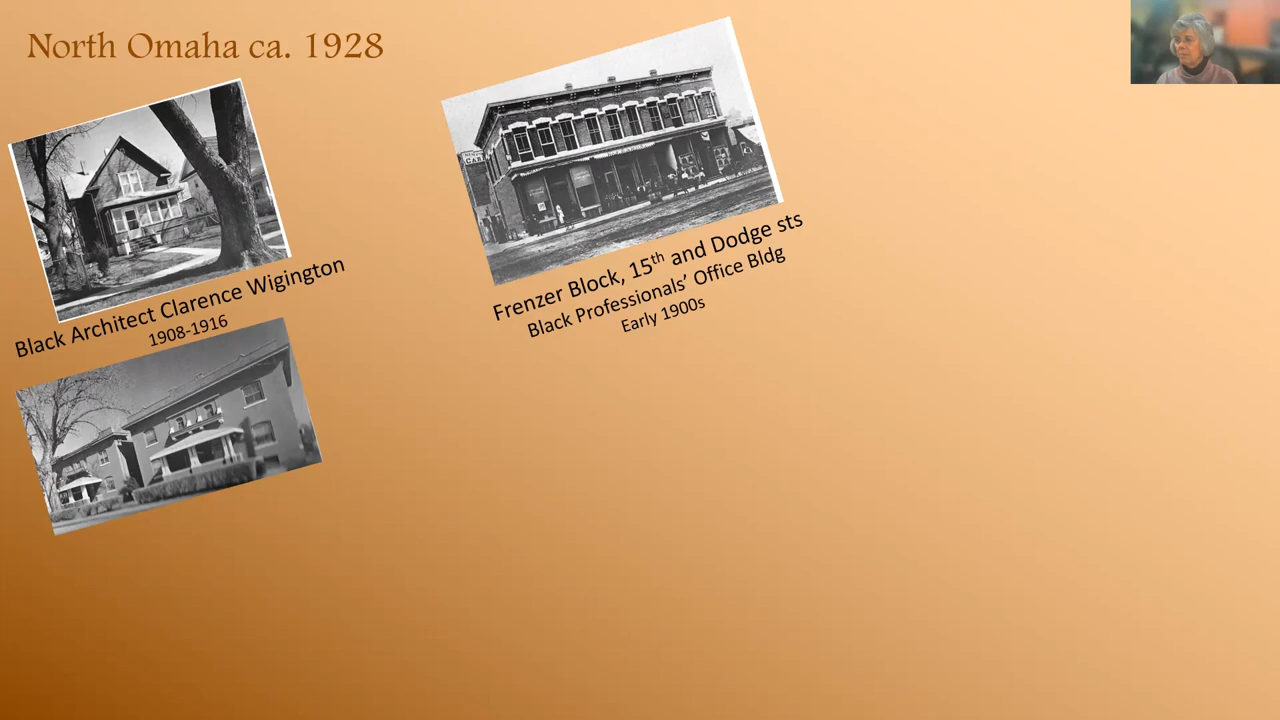 North Omaha ca. 1928
Black Architect Clarence Wigington
1908-1916
Frenzer Block, 15th and Dodge sts
Black Professionals’ Office Bldg
Early 1900s